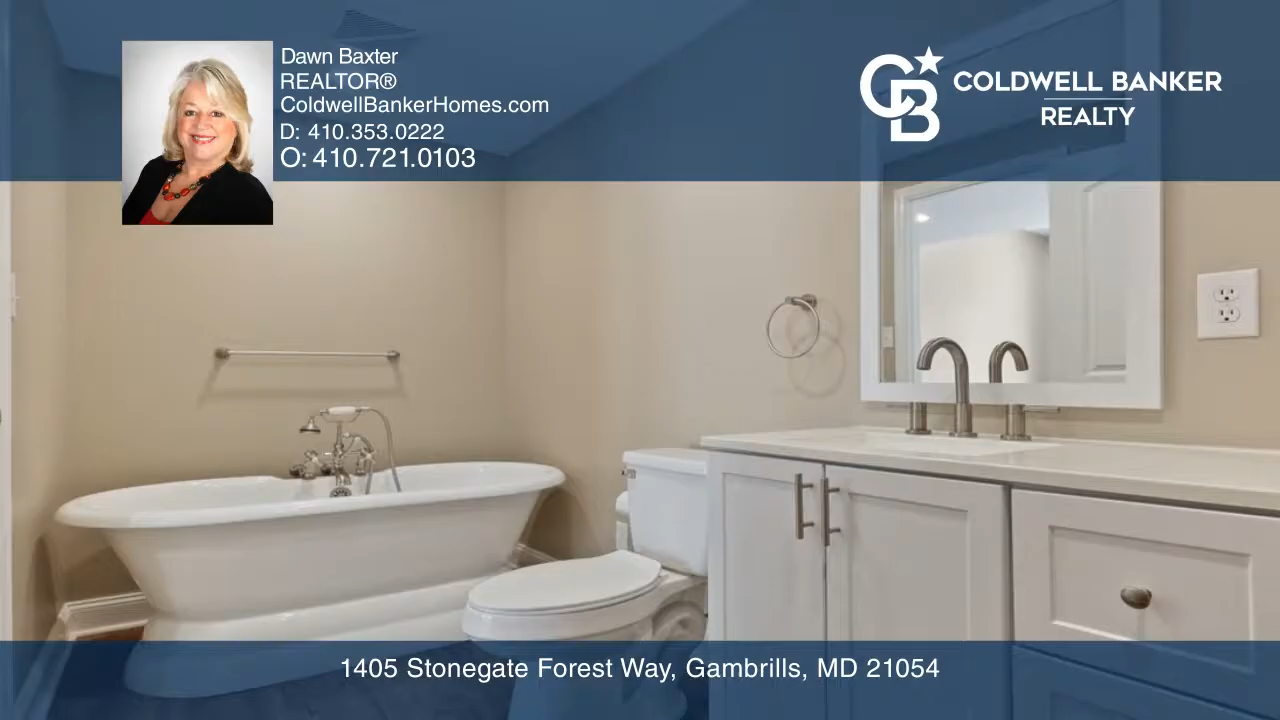 Dawn Baxter
REALTOR®
ColdwellBankerHomes.com
D: 410.353.0222
O: 410.721.0103
CB
COLDWELL BANKER
REALTY
1405 Stonegate Forest Way, Gambrills, MD 21054